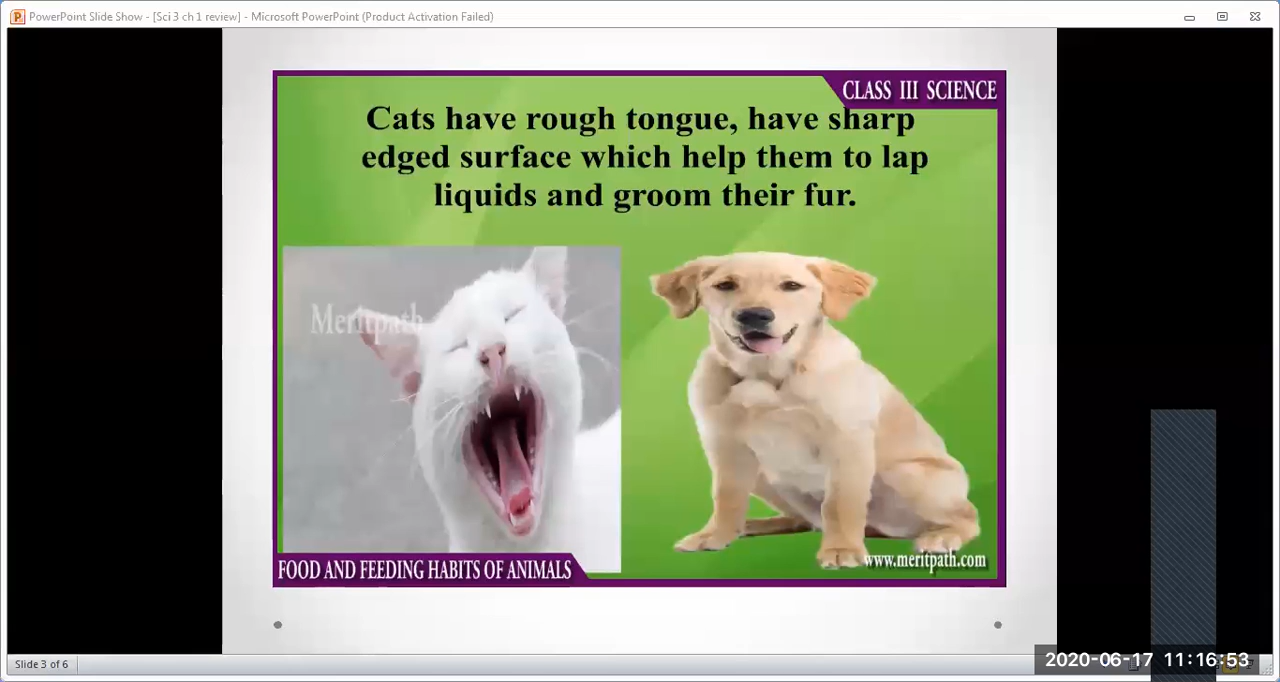 PowerPoint Slide Show - [Sci 3 ch 1 review] - Microsoft PowerPoint (Product Activation Failed)
CLASS III SCIENCE
Cats have rough tongue, have sharp
edged surface which help them to lap
liquids and groom their fur.
Meritpath
www.meritpath.com
FOOD AND FEEDING HABITS OF ANIMALS
Slide 3 of 6
2020-06-17 11:16:53